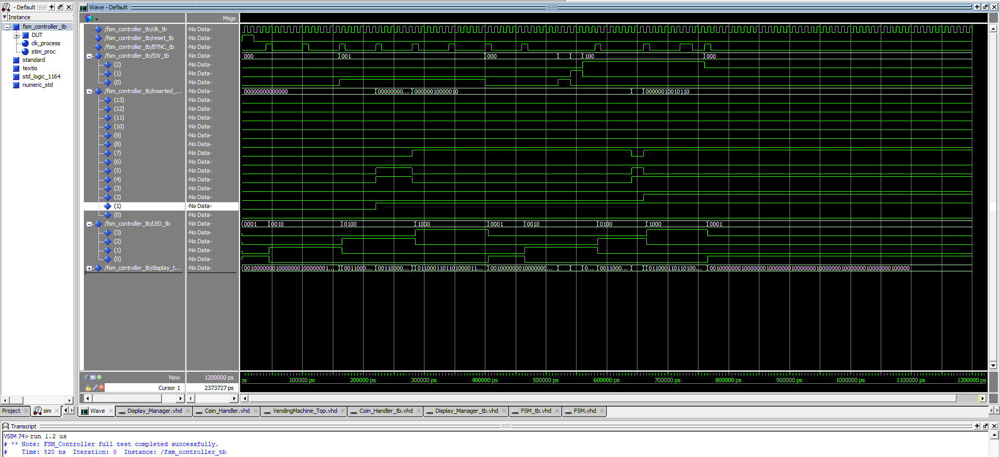 - Default
Wave - Default
Instance
Msgs
fsm_controller_tb
DUT
clk_process
stim_proc
standard
textio
std_logic_1164
numeric_std
/fsm_controller_tb/clk_tb -No Data-
/fsm_controller_tb/reset_tb -No Data-
/fsm_controller_tb/BTNC_tb -No Data-
/fsm_controller_tb/SW_tb -No Data- 000 001 000 100 000
(2) -No Data-
(1) -No Data-
(0) -No Data-
/fsm_controller_tb/inserted_... -No Data- 00000000000000 00000000... 00000010000010 00000010010110
(13) -No Data-
(12) -No Data-
(11) -No Data-
(10) -No Data-
(9) -No Data-
(8) -No Data-
(7) -No Data-
(6) -No Data-
(5) -No Data-
(4) -No Data-
(3) -No Data-
(2) -No Data-
(1) -No Data-
(0) -No Data-
/fsm_controller_tb/LED_tb -No Data- 0001 0010 0100 1000 0001 0010 0100 1000 0001
(3) -No Data-
(2) -No Data-
(1) -No Data-
(0) -No Data-
/fsm_controller_tb/display_t... -No Data- 0010000000100000001000000001... 0011000... 00110000... 0110001101101000011... 00100000001000000... 0... 0011000... 011000110110100... 0010000000100000001000000010000000100000001000000010000000100000
Now 1200000 ps
Cursor 1 2373727 ps
ps 100000 ps 200000 ps 300000 ps 400000 ps 500000 ps 600000 ps 700000 ps 800000 ps 900000 ps 1000000 ps 1100000 ps 1200000 ps
Project sim Wave Display_Manager.vhd Coin_Handler.vhd VendingMachine_Top.vhd Coin_Handler_tb.vhd Display_Manager_tb.vhd FSM_tb.vhd FSM.vhd
Transcript
VSIM 74> run 1.2 us
# ** Note: FSM_Controller full test completed successfully.
# Time: 820 ns Iteration: 0 Instance: /fsm_controller_tb